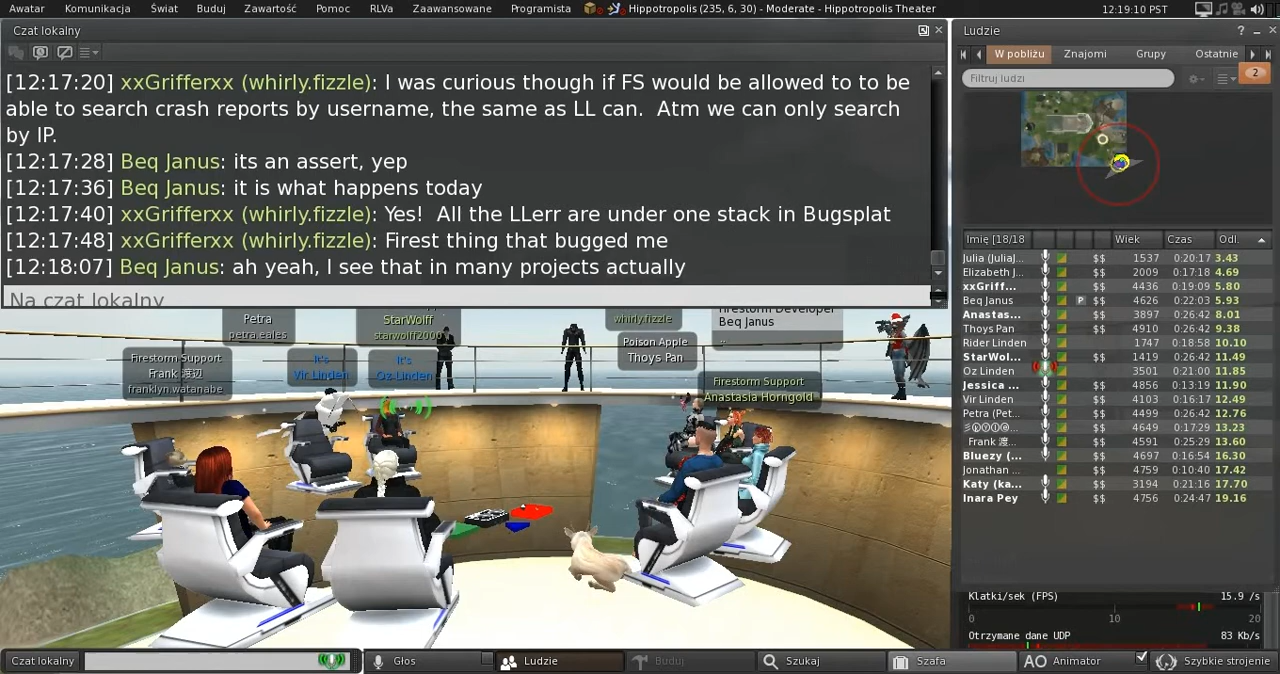 Awatar Komunikacja Świat Buduj Zawartość Pomoc RLVa Zaawansowane Programista Hippotropolis (235, 6, 30) - Moderate - Hippotropolis Theater 12:19:10 PST
Czat lokalny
[12:17:20] xxGrifferxx (whirly.fizzle): I was curious though if FS would be allowed to to be
able to search crash reports by username, the same as LL can. Atm we can only search
by IP.
[12:17:28] Beq Janus: its an assert, yep
[12:17:36] Beq Janus: it is what happens today
[12:17:40] xxGrifferxx (whirly.fizzle): Yes! All the LLerr are under one stack in Bugsplat
[12:17:48] xxGrifferxx (whirly.fizzle): Firest thing that bugged me
[12:18:07] Beq Janus: ah yeah, I see that in many projects actually
Na czat lokalny
Petra
petra eales
StarWolff
starwolff2000
whirly.fizzle
Firestorm Developer
Beq Janus
Poison Apple
Thoys Pan
Firestorm Support
Frank 渡辺
franklyn.watanabe
It's
Vir Linden
It's
Oz Linden
Firestorm Support
Anastasia Horngold
Ludzie ?
W pobliżu Znajomi Grupy Ostatnie
Filtruj ludzi 2
Imię [18/18 Wiek Czas Odl.
Julia (JuliaJ... $$ 1537 0:20:17 3.43
Elizabeth J... $$ 2009 0:17:18 4.69
xxGriff... $$ 4436 0:19:09 5.80
Beq Janus P $$ 4626 0:22:03 5.93
Anastas... $$ 3897 0:26:42 8.01
Thoys Pan $$ 4910 0:26:42 9.38
Rider Linden 1747 0:18:58 10.10
StarWol... $$ 1419 0:26:42 11.49
Oz Linden 3501 0:21:00 11.85
Jessica ... $$ 4856 0:13:19 11.90
Vir Linden $$ 4103 0:16:17 12.49
Petra (Pet... $$ 4499 0:26:42 12.76
$$ 4649 0:17:29 13.23
Frank 渡... $$ 4591 0:25:29 13.60
Bluezy (... $$ 4697 0:16:54 16.30
Jonathan ... $$ 4759 0:10:40 17.42
Katy (ka... $$ 3194 0:21:16 17.70
Inara Pey $$ 4756 0:24:47 19.16
Klatki/sek (FPS) 15.9 /s
0 10 20
Otrzymane dane UDP 83 Kb/s
Czat lokalny Głos Ludzie Buduj Szukaj Szafa AO Animator Szybkie strojenie